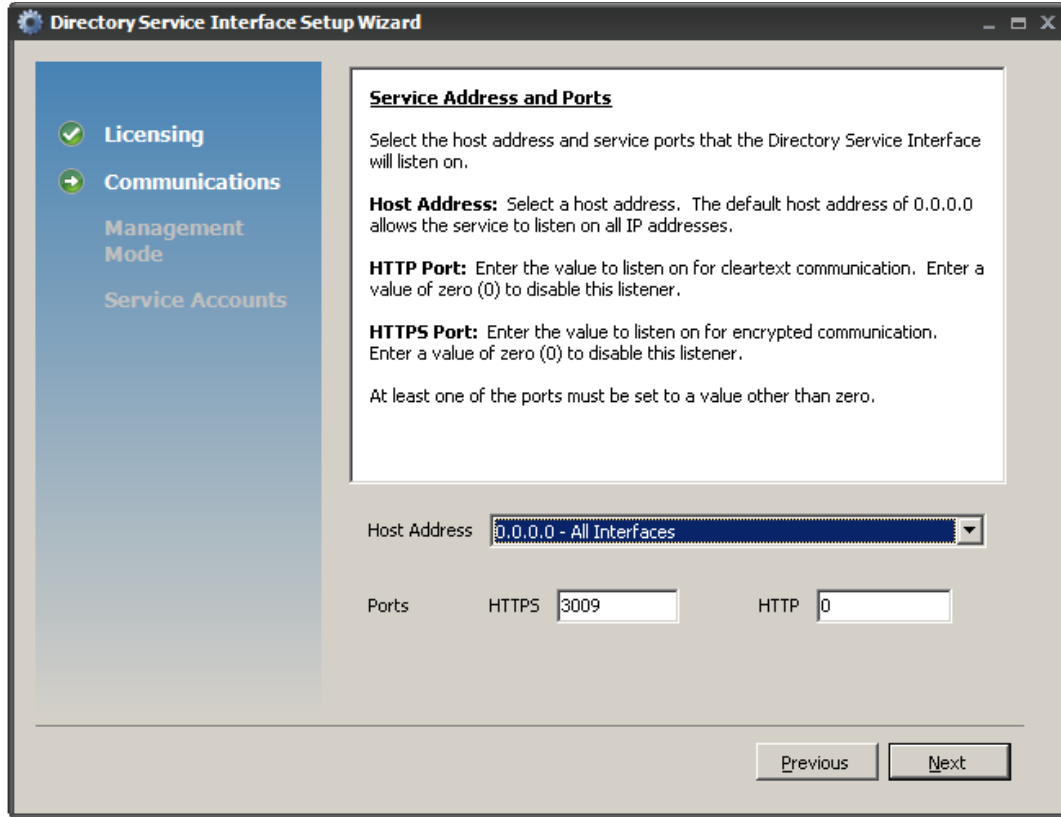 Directory Service Interface Setup Wizard
Licensing
Communications
Management
Mode
Service Accounts
Service Address and Ports
Select the host address and service ports that the Directory Service Interface
will listen on.
Host Address: Select a host address. The default host address of 0.0.0.0
allows the service to listen on all IP addresses.
HTTP Port: Enter the value to listen on for cleartext communication. Enter a
value of zero (0) to disable this listener.
HTTPS Port: Enter the value to listen on for encrypted communication.
Enter a value of zero (0) to disable this listener.
At least one of the ports must be set to a value other than zero.
Host Address 0.0.0.0 - All Interfaces
Ports HTTPS 3009 HTTP 0
Previous Next